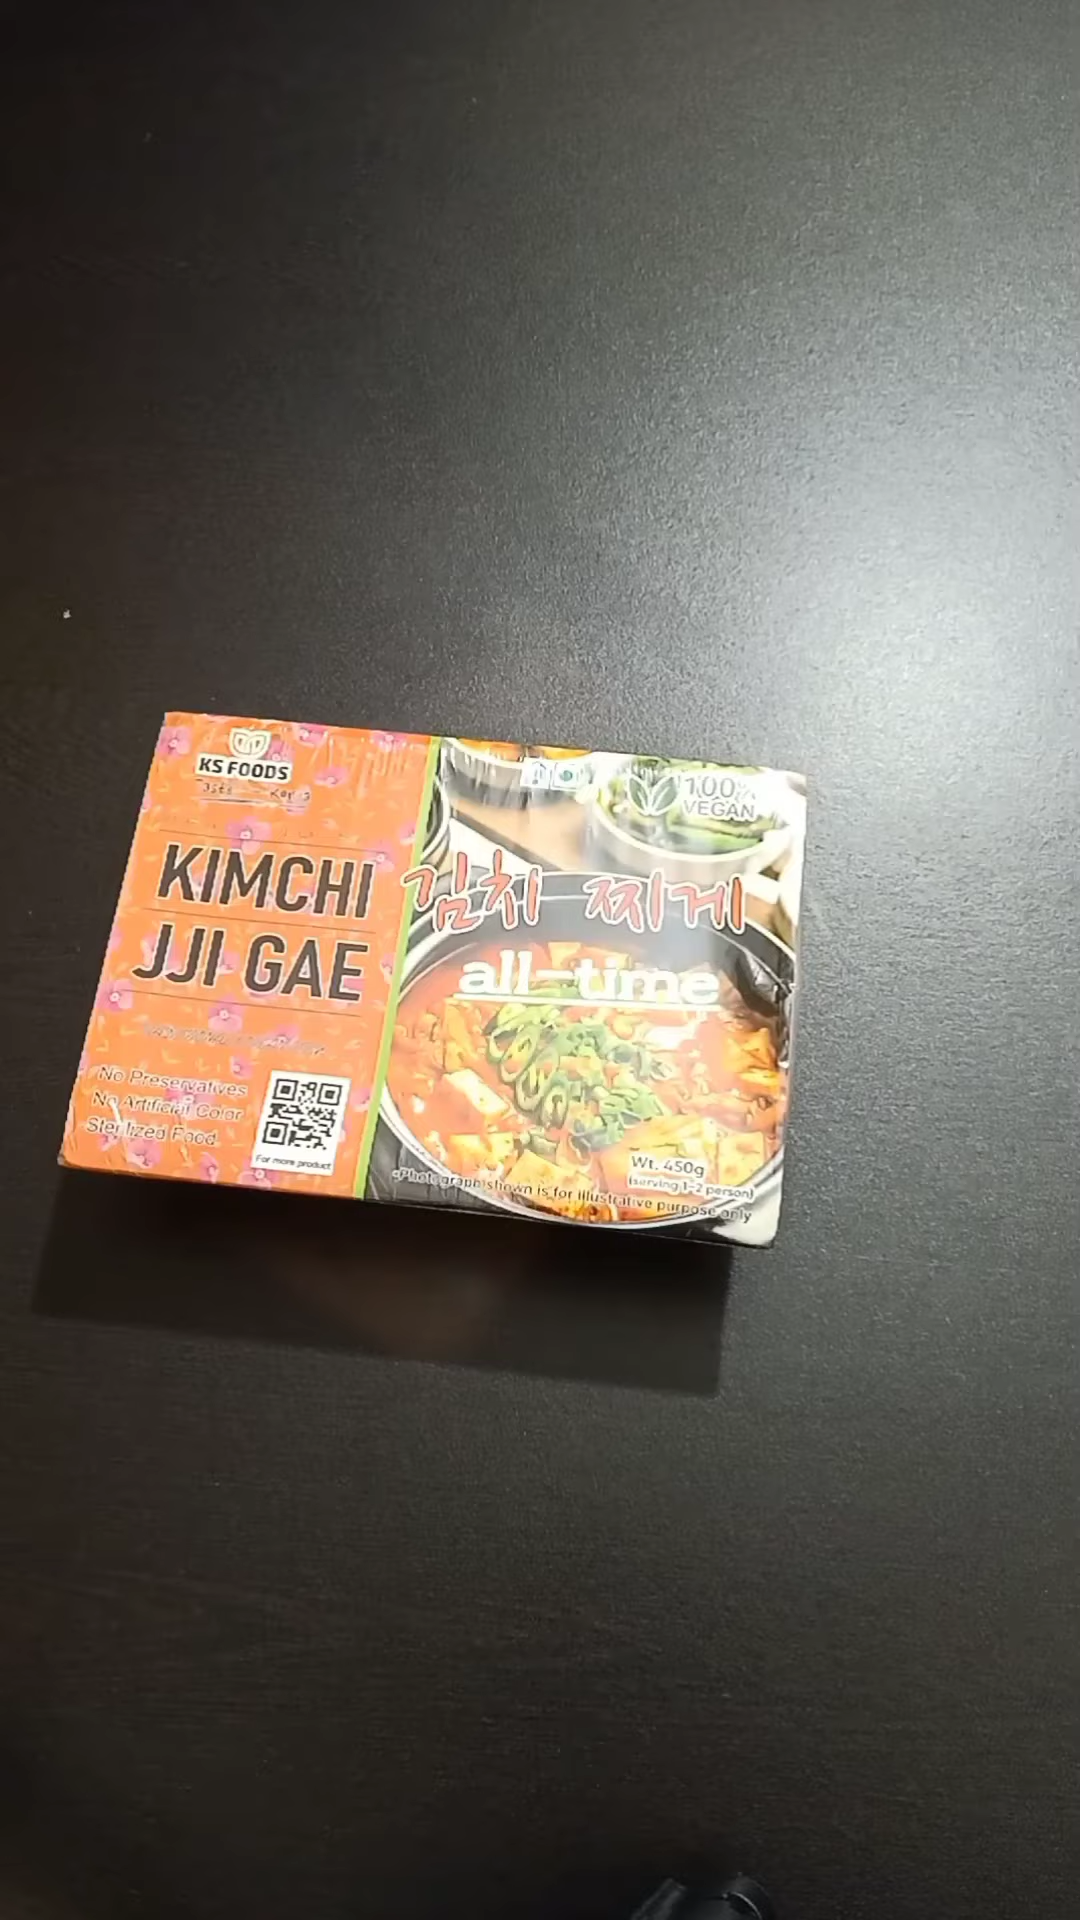 KS FOODS
KIMCHI
JJI GAE
No Preservatives
No Artificial Color
Sterilized Food
For more product
100%
VEGAN
김치 찌게
all-time
Wt. 450g
(serving 1-2 person)
Photograph shown is for illustrative purpose only